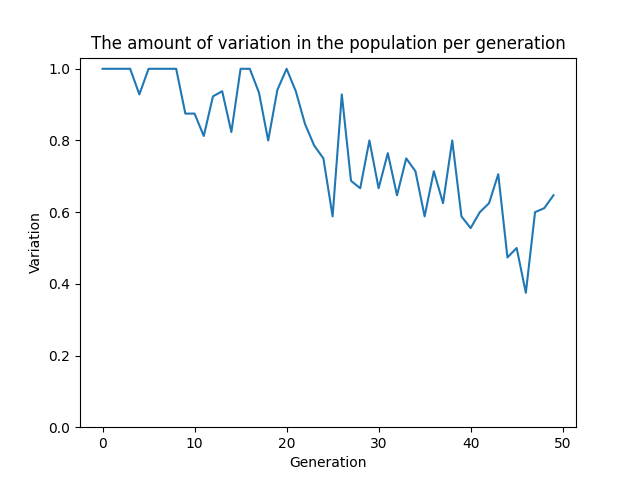 The amount of variation in the population per generation
1.0
0.8
0.6
0.4
0.2
0.0
Variation
0 10 20 30 40 50
Generation